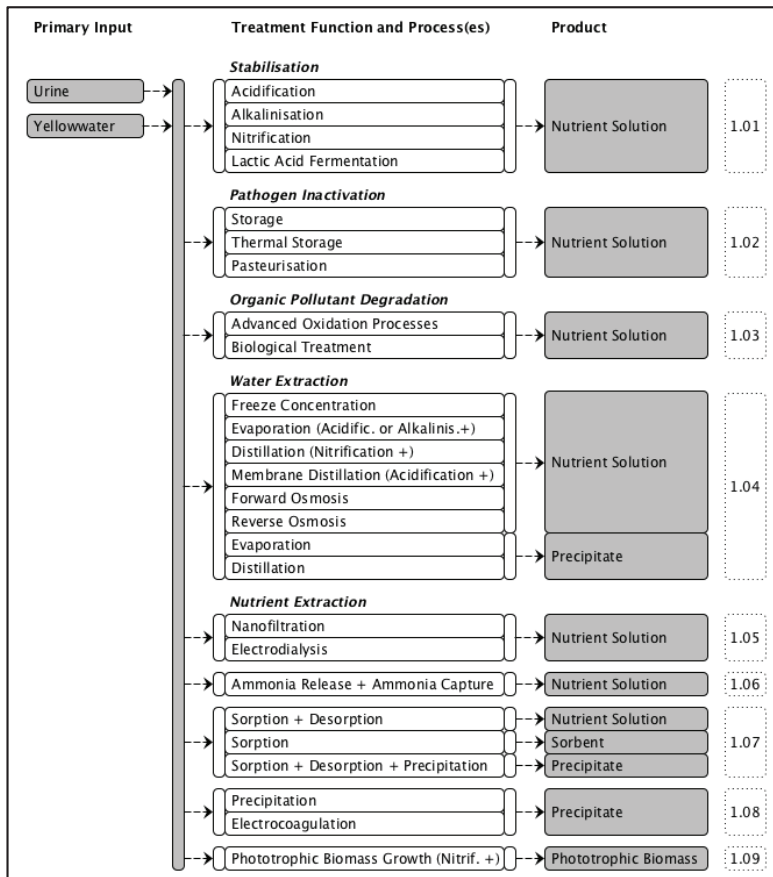 Primary Input Treatment Function and Process(es) Product
Stabilisation
Urine
Yellowwater
Acidification
Alkalinisation
Nitrification
Lactic Acid Fermentation
Nutrient Solution
1.01
Pathogen Inactivation
Storage
Thermal Storage
Pasteurisation
Nutrient Solution
1.02
Organic Pollutant Degradation
Advanced Oxidation Processes
Biological Treatment
Nutrient Solution
1.03
Water Extraction
Freeze Concentration
Evaporation (Acidific. or Alkalinis.+)
Distillation (Nitrification +)
Membrane Distillation (Acidification +)
Forward Osmosis
Reverse Osmosis
Nutrient Solution
Evaporation
Distillation
Precipitate
1.04
Nutrient Extraction
Nanofiltration
Electrodialysis
Nutrient Solution
1.05
Ammonia Release + Ammonia Capture
Nutrient Solution
1.06
Sorption + Desorption
Nutrient Solution
Sorption
Sorbent
Sorption + Desorption + Precipitation
Precipitate
1.07
Precipitation
Electrocoagulation
Precipitate
1.08
Phototrophic Biomass Growth (Nitrif. +)
Phototrophic Biomass
1.09